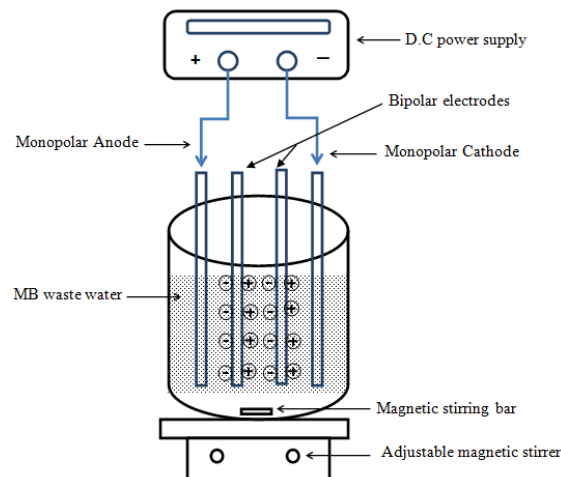 D.C power supply
+ −
Bipolar electrodes
Monopolar Anode
Monopolar Cathode
MB waste water
- + - +
- + - +
- + - +
- + - +
Magnetic stirring bar
Adjustable magnetic stirrer